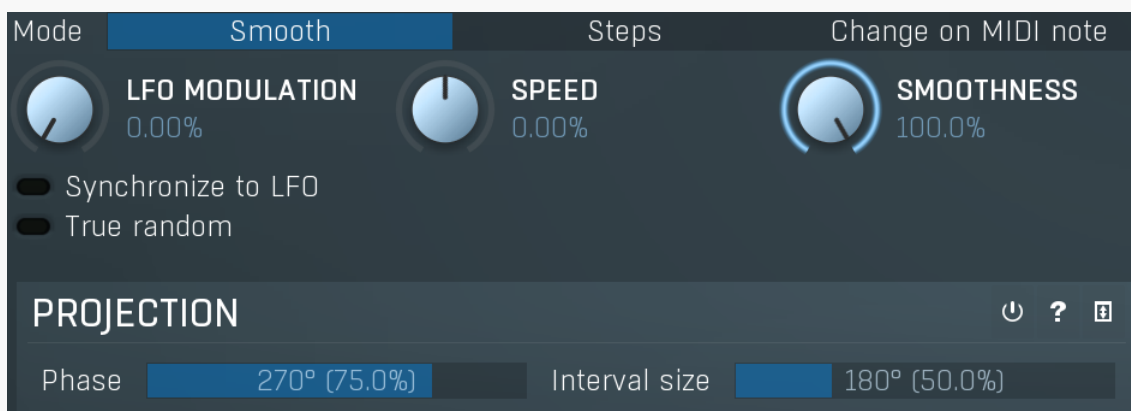 Mode Smooth Steps Change on MIDI note
LFO MODULATION SPEED SMOOTHNESS
0.00% 0.00% 100.0%
Synchronize to LFO
True random
PROJECTION ?
Phase 270° (75.0%) Interval size 180° (50.0%)